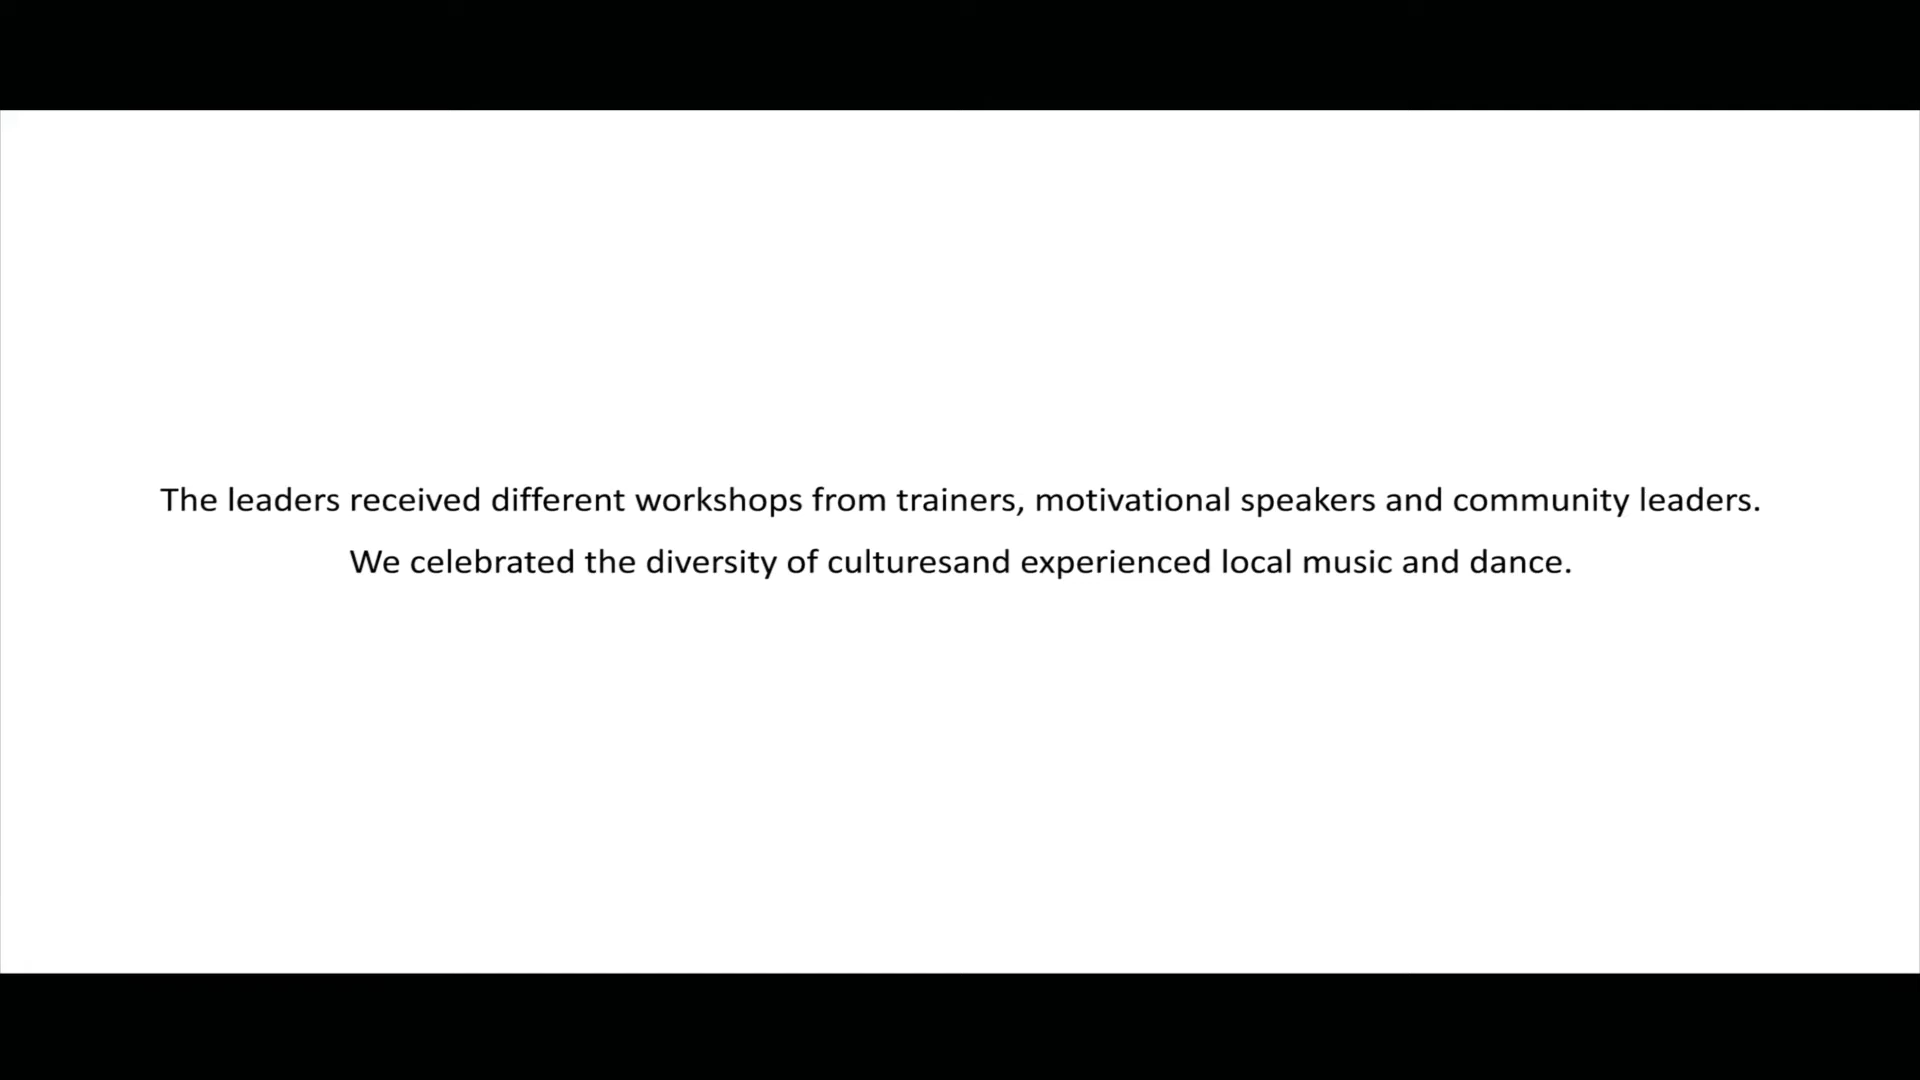 The leaders received different workshops from trainers, motivational speakers and community leaders.
We celebrated the diversity of culturesand experienced local music and dance.